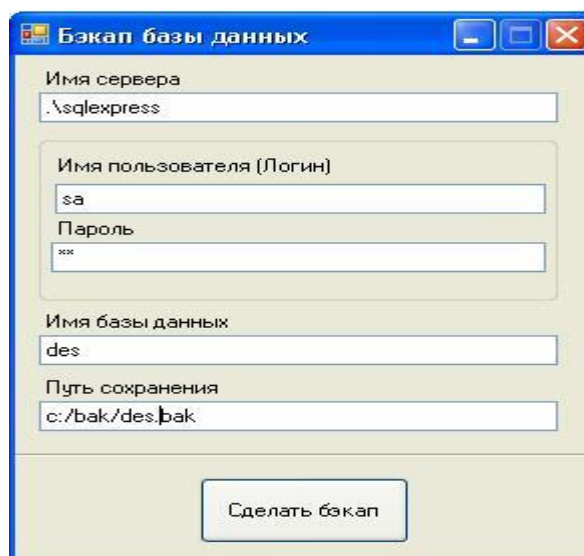 Бэкап базы данных
Имя сервера
.\sqlexpress
Имя пользователя (Логин)
sa
Пароль
**
Имя базы данных
des
Путь сохранения
c:/bak/des.bak
Сделать бэкап